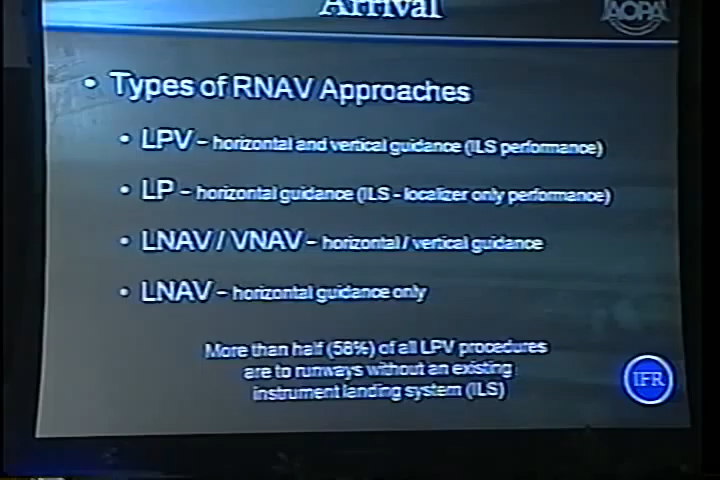 Arrival
AOPA
• Types of RNAV Approaches
• LPV – horizontal and vertical guidance (ILS performance)
• LP – horizontal guidance (ILS – localizer only performance)
• LNAV / VNAV – horizontal / vertical guidance
• LNAV – horizontal guidance only
More than half (58%) of all LPV procedures
are to runways without an existing
instrument landing system (ILS)
IFR